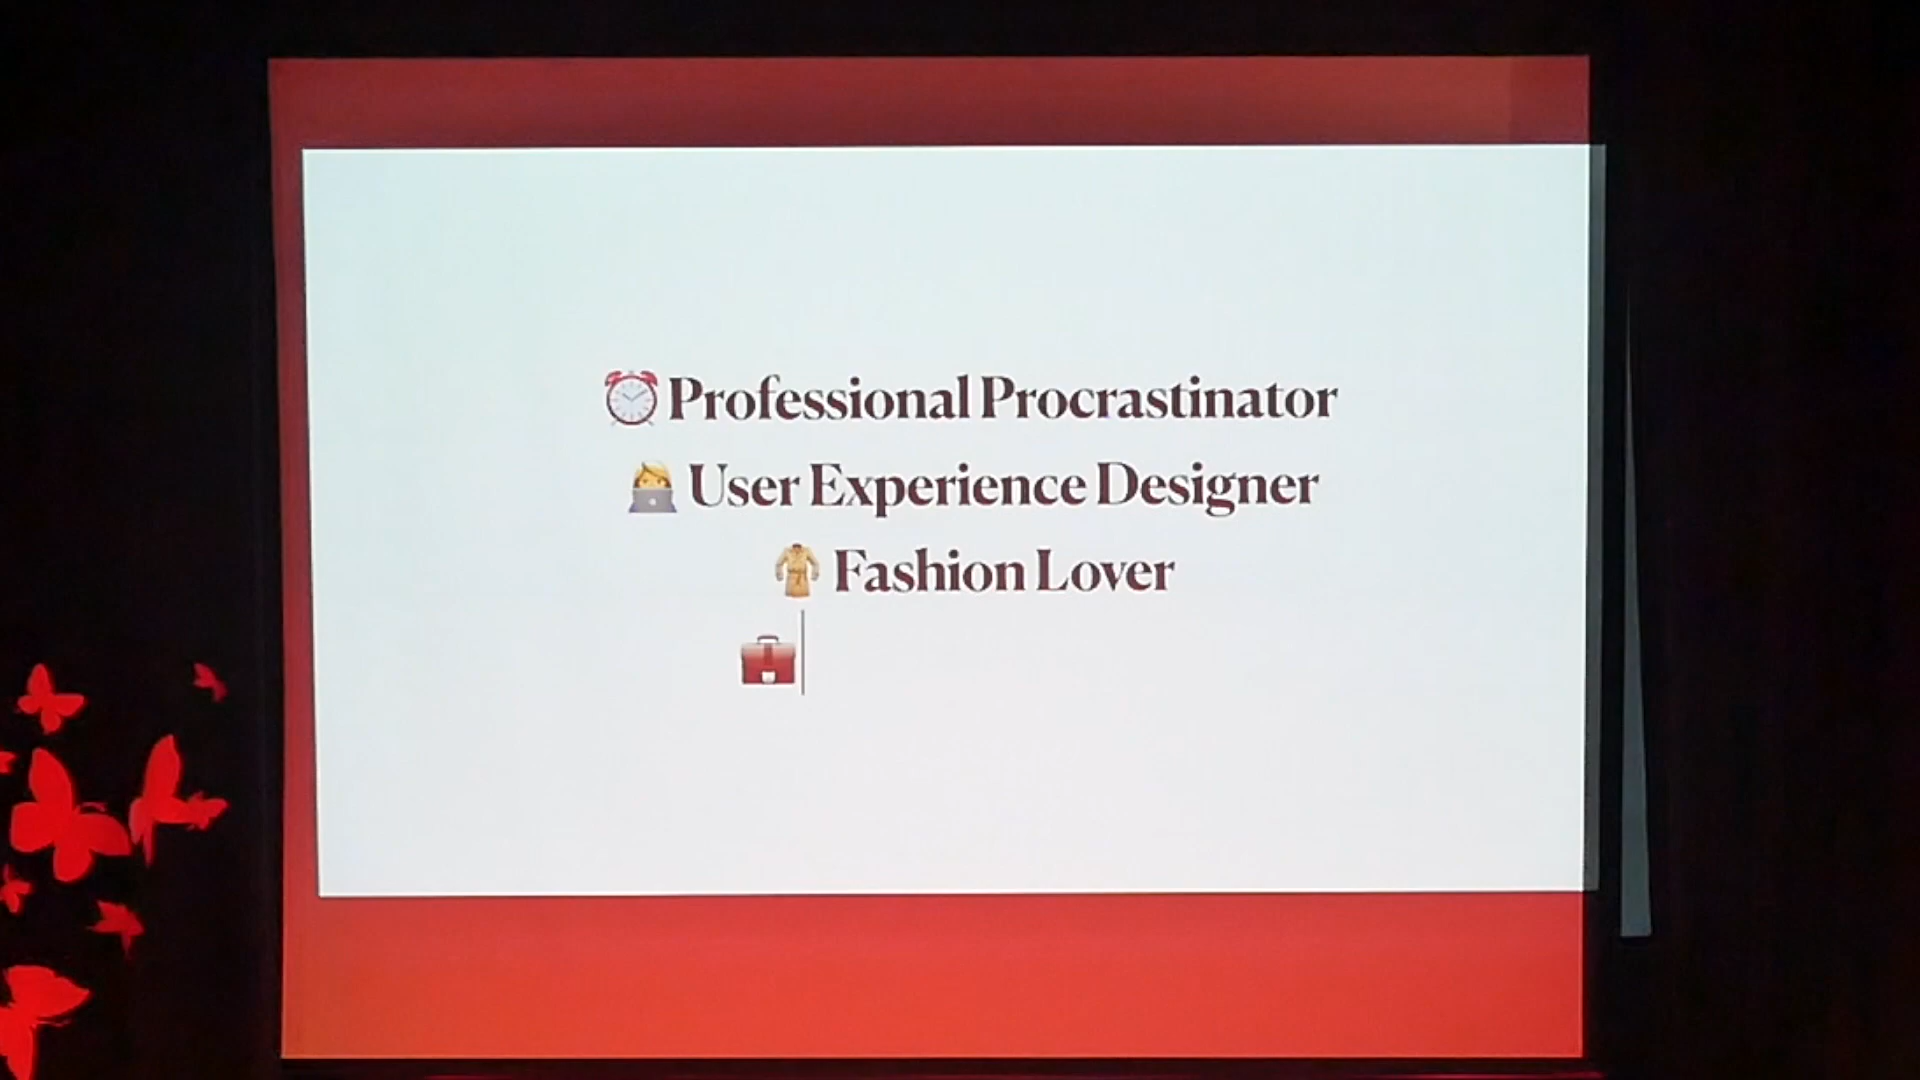 ⏰ Professional Procrastinator
👩‍💻 User Experience Designer
🧥 Fashion Lover
💼